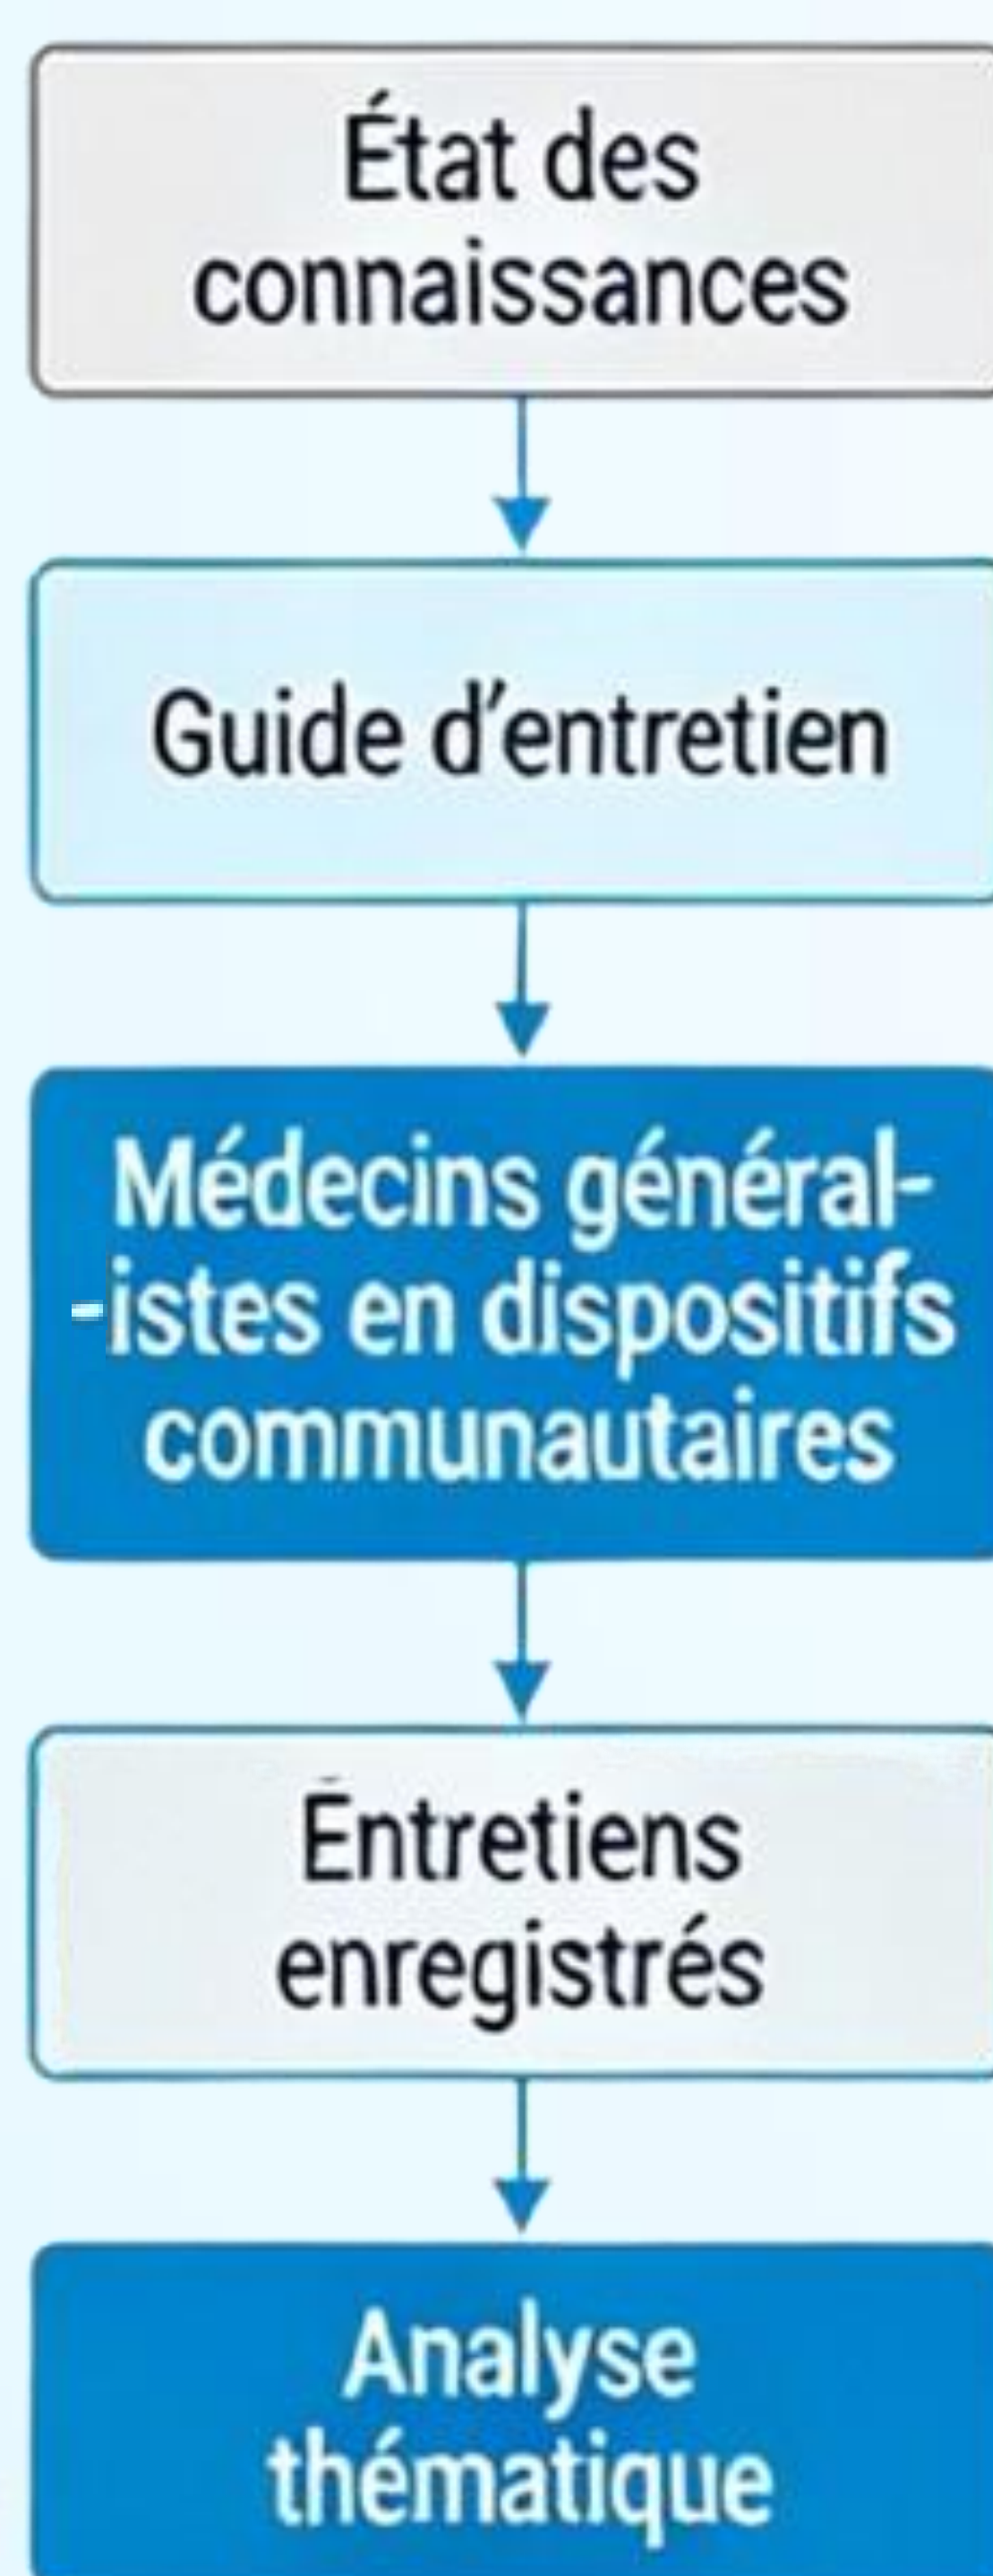 État des
connaissances
Guide d’entretien
Médecins général-
-istes en dispositifs
communautaires
Entretiens
enregistrés
Analyse
thématique